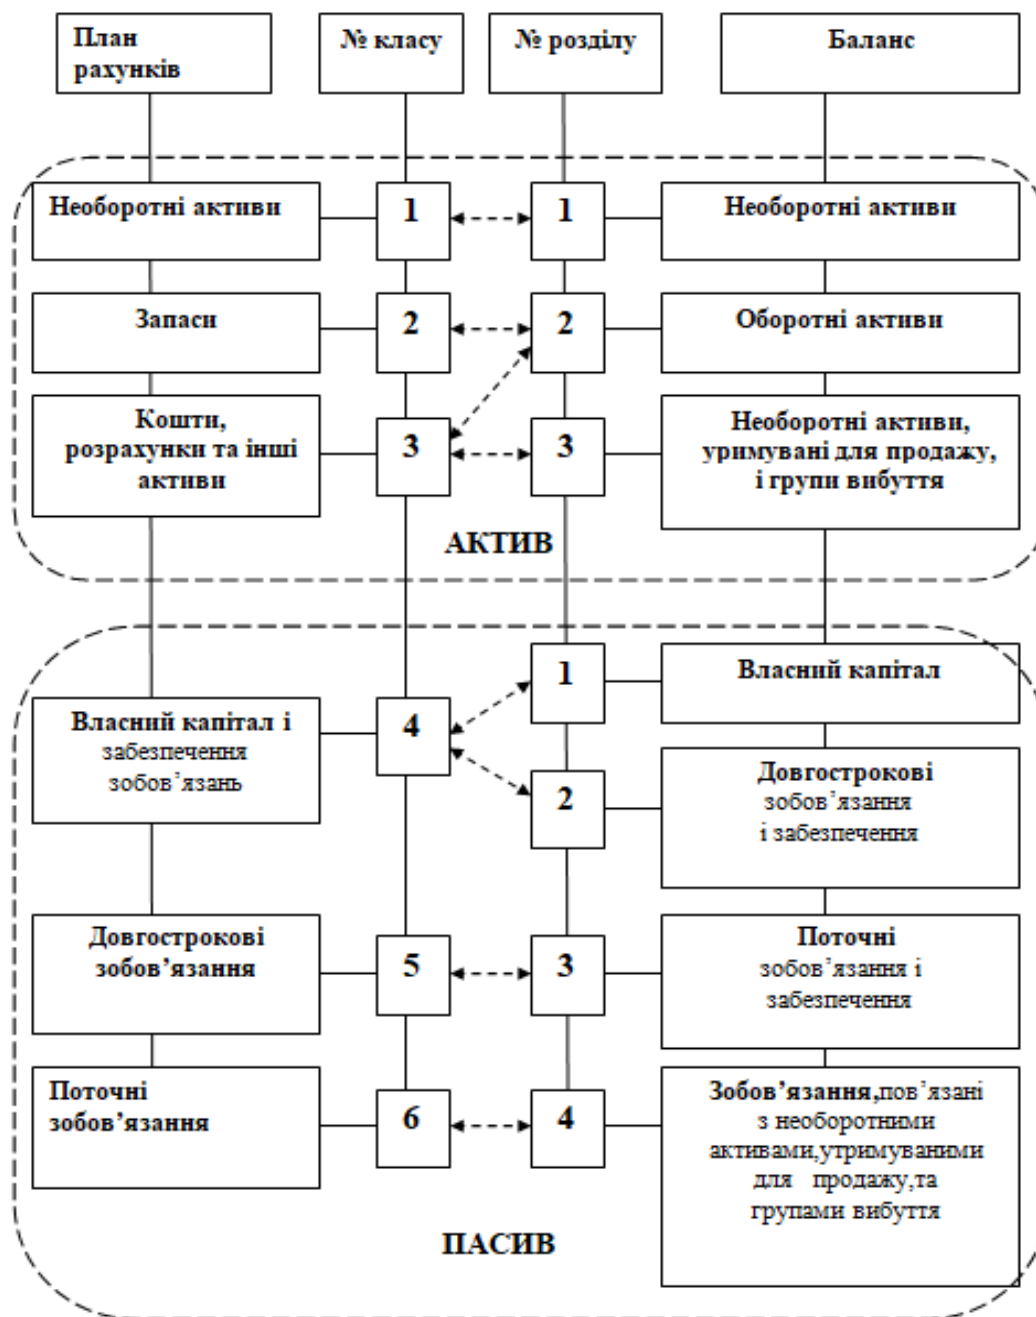 План
рахунків
№ класу
№ розділу
Баланс
Необоротні активи
1
1
Необоротні активи
Запаси
2
2
Оборотні активи
Кошти,
розрахунки та інші
активи
3
3
Необоротні активи,
уримувані для продажу,
і групи вибуття
АКТИВ
1
Власний капітал
Власний капітал і
забезпечення
зобов’язань
4
2
Довгострокові
зобов’язання
і забезпечення
Довгострокові
зобов’язання
5
3
Поточні
зобов’язання і
забезпечення
Поточні
зобов’язання
6
4
Зобов’язання,пов’язані
з необоротними
активами,утримуваними
для продажу,та
групами вибуття
ПАСИВ